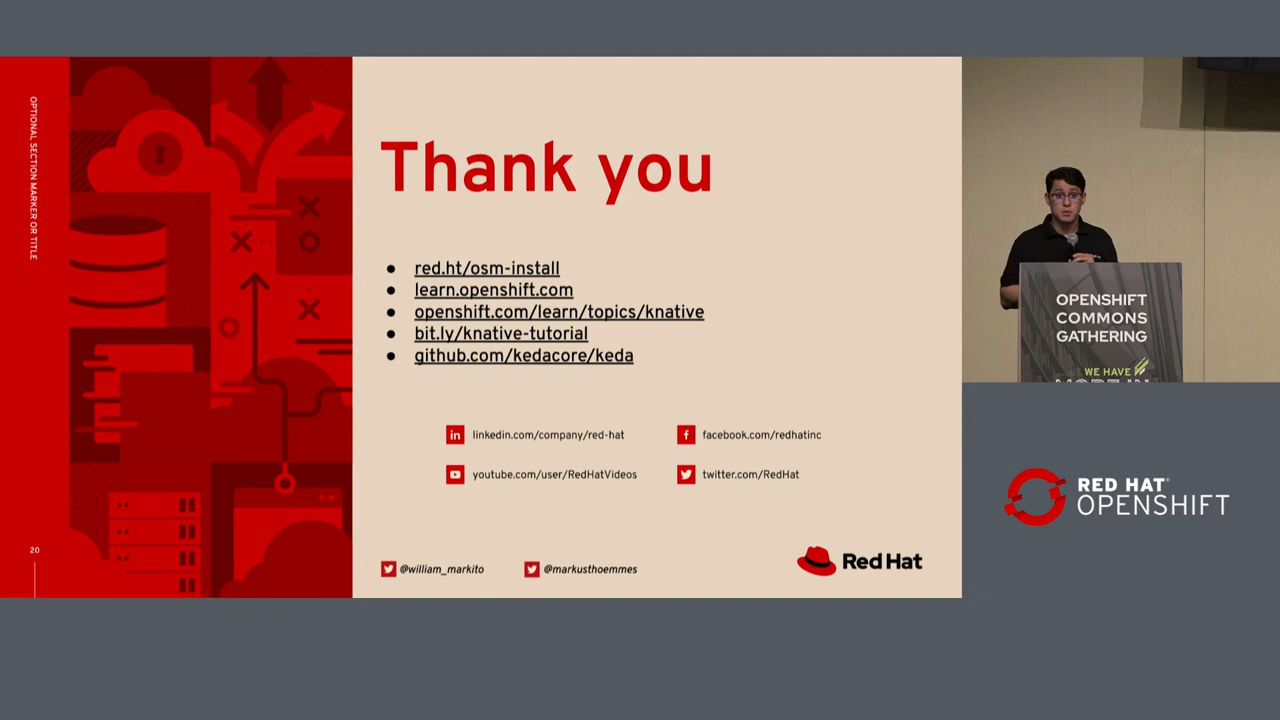 OPTIONAL SECTION MARKER OR TITLE
20
Thank you
red.ht/osm-install
learn.openshift.com
openshift.com/learn/topics/knative
bit.ly/knative-tutorial
github.com/kedacore/keda
linkedin.com/company/red-hat
facebook.com/redhatinc
youtube.com/user/RedHatVideos
twitter.com/RedHat
@william_markito
@markusthoemmes
Red Hat
OPENSHIFT
COMMONS
GATHERING
WE HAVE
MORE IN
RED HAT®
OPENSHIFT